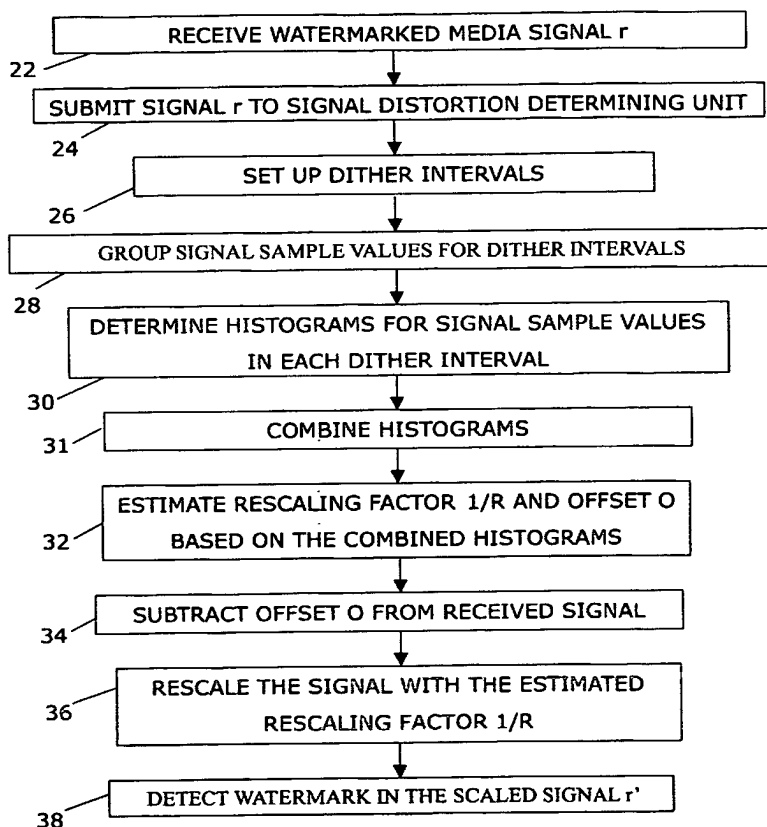 RECEIVE WATERMARKED MEDIA SIGNAL r
22
SUBMIT SIGNAL r TO SIGNAL DISTORTION DETERMINING UNIT
24
SET UP DITHER INTERVALS
26
GROUP SIGNAL SAMPLE VALUES FOR DITHER INTERVALS
28
DETERMINE HISTOGRAMS FOR SIGNAL SAMPLE VALUES
IN EACH DITHER INTERVAL
30
COMBINE HISTOGRAMS
31
ESTIMATE RESCALING FACTOR 1/R AND OFFSET O
BASED ON THE COMBINED HISTOGRAMS
32
SUBTRACT OFFSET O FROM RECEIVED SIGNAL
34
RESCALE THE SIGNAL WITH THE ESTIMATED
RESCALING FACTOR 1/R
36
DETECT WATERMARK IN THE SCALED SIGNAL r'
38